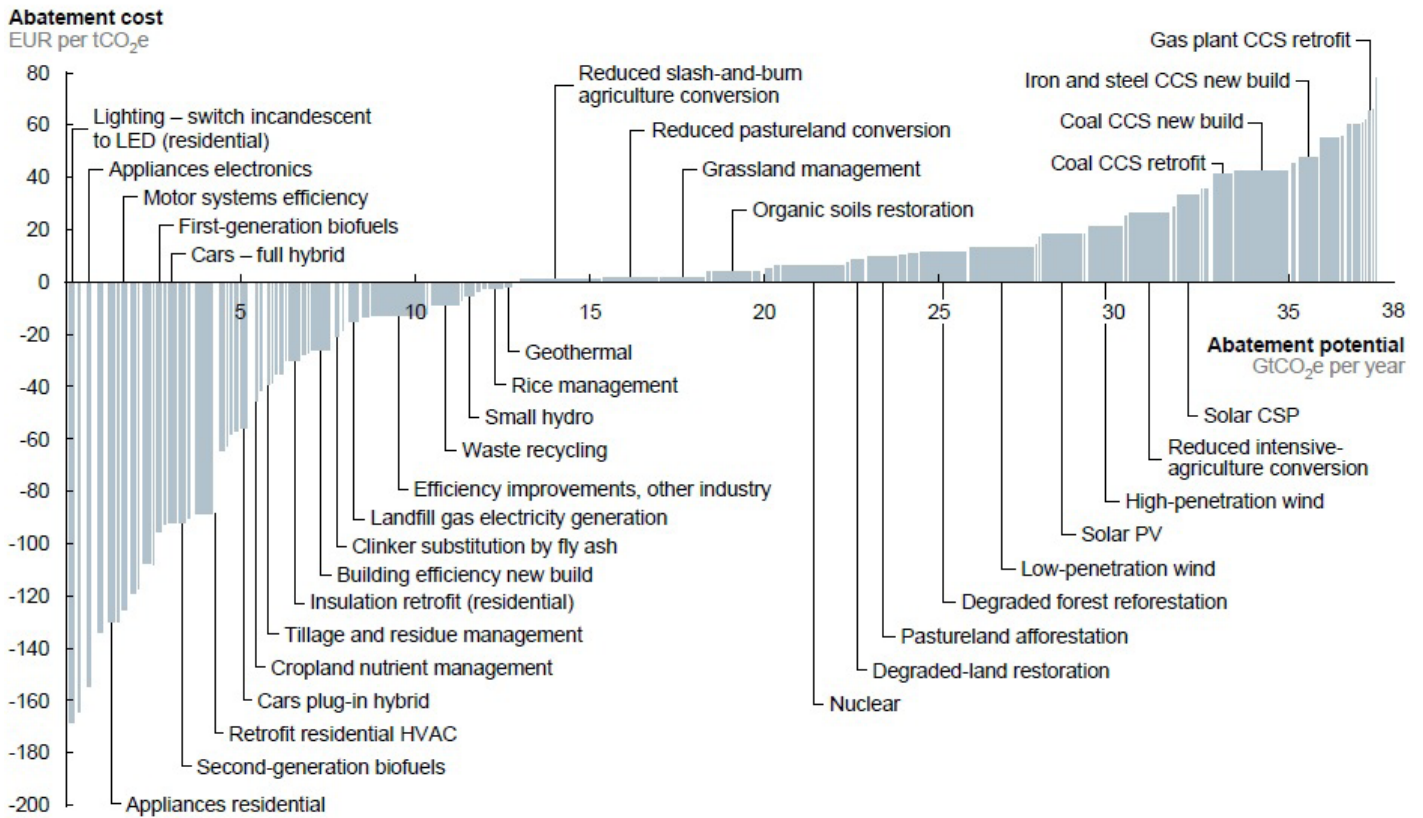 Abatement cost
EUR per tCO₂e
80
60
40
20
0
-20
-40
-60
-80
-100
-120
-140
-160
-180
-200
Lighting – switch incandescent
to LED (residential)
Appliances electronics
Motor systems efficiency
First-generation biofuels
Cars – full hybrid
Reduced slash-and-burn
agriculture conversion
Reduced pastureland conversion
Grassland management
Organic soils restoration
Gas plant CCS retrofit
Iron and steel CCS new build
Coal CCS new build
Coal CCS retrofit
5
10
15
20
25
30
35
38
Abatement potential
GtCO₂e per year
Geothermal
Rice management
Small hydro
Waste recycling
Efficiency improvements, other industry
Landfill gas electricity generation
Clinker substitution by fly ash
Building efficiency new build
Insulation retrofit (residential)
Tillage and residue management
Cropland nutrient management
Cars plug-in hybrid
Retrofit residential HVAC
Second-generation biofuels
Appliances residential
Solar CSP
Reduced intensive-
agriculture conversion
High-penetration wind
Solar PV
Low-penetration wind
Degraded forest reforestation
Pastureland afforestation
Degraded-land restoration
Nuclear